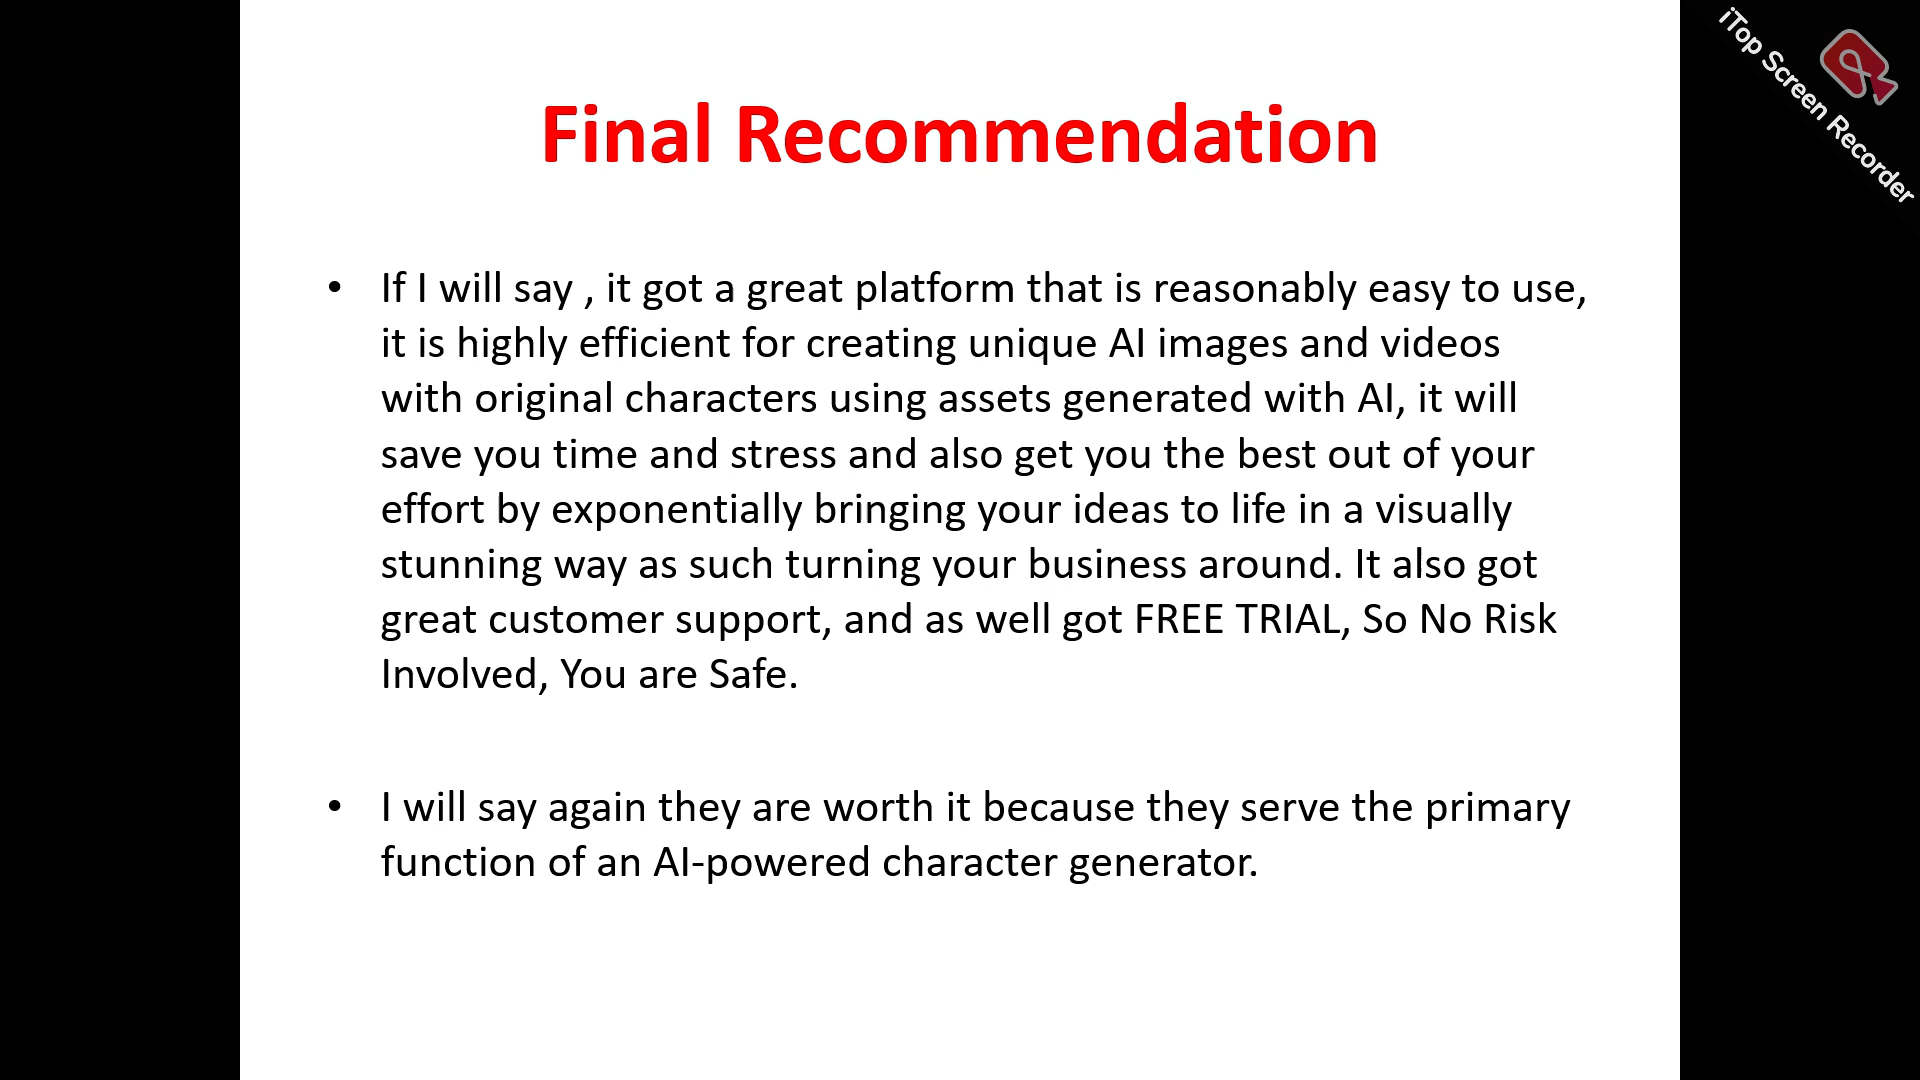 iTop Screen Recorder
Final Recommendation
• If I will say , it got a great platform that is reasonably easy to use,
it is highly efficient for creating unique AI images and videos
with original characters using assets generated with AI, it will
save you time and stress and also get you the best out of your
effort by exponentially bringing your ideas to life in a visually
stunning way as such turning your business around. It also got
great customer support, and as well got FREE TRIAL, So No Risk
Involved, You are Safe.
• I will say again they are worth it because they serve the primary
function of an AI-powered character generator.